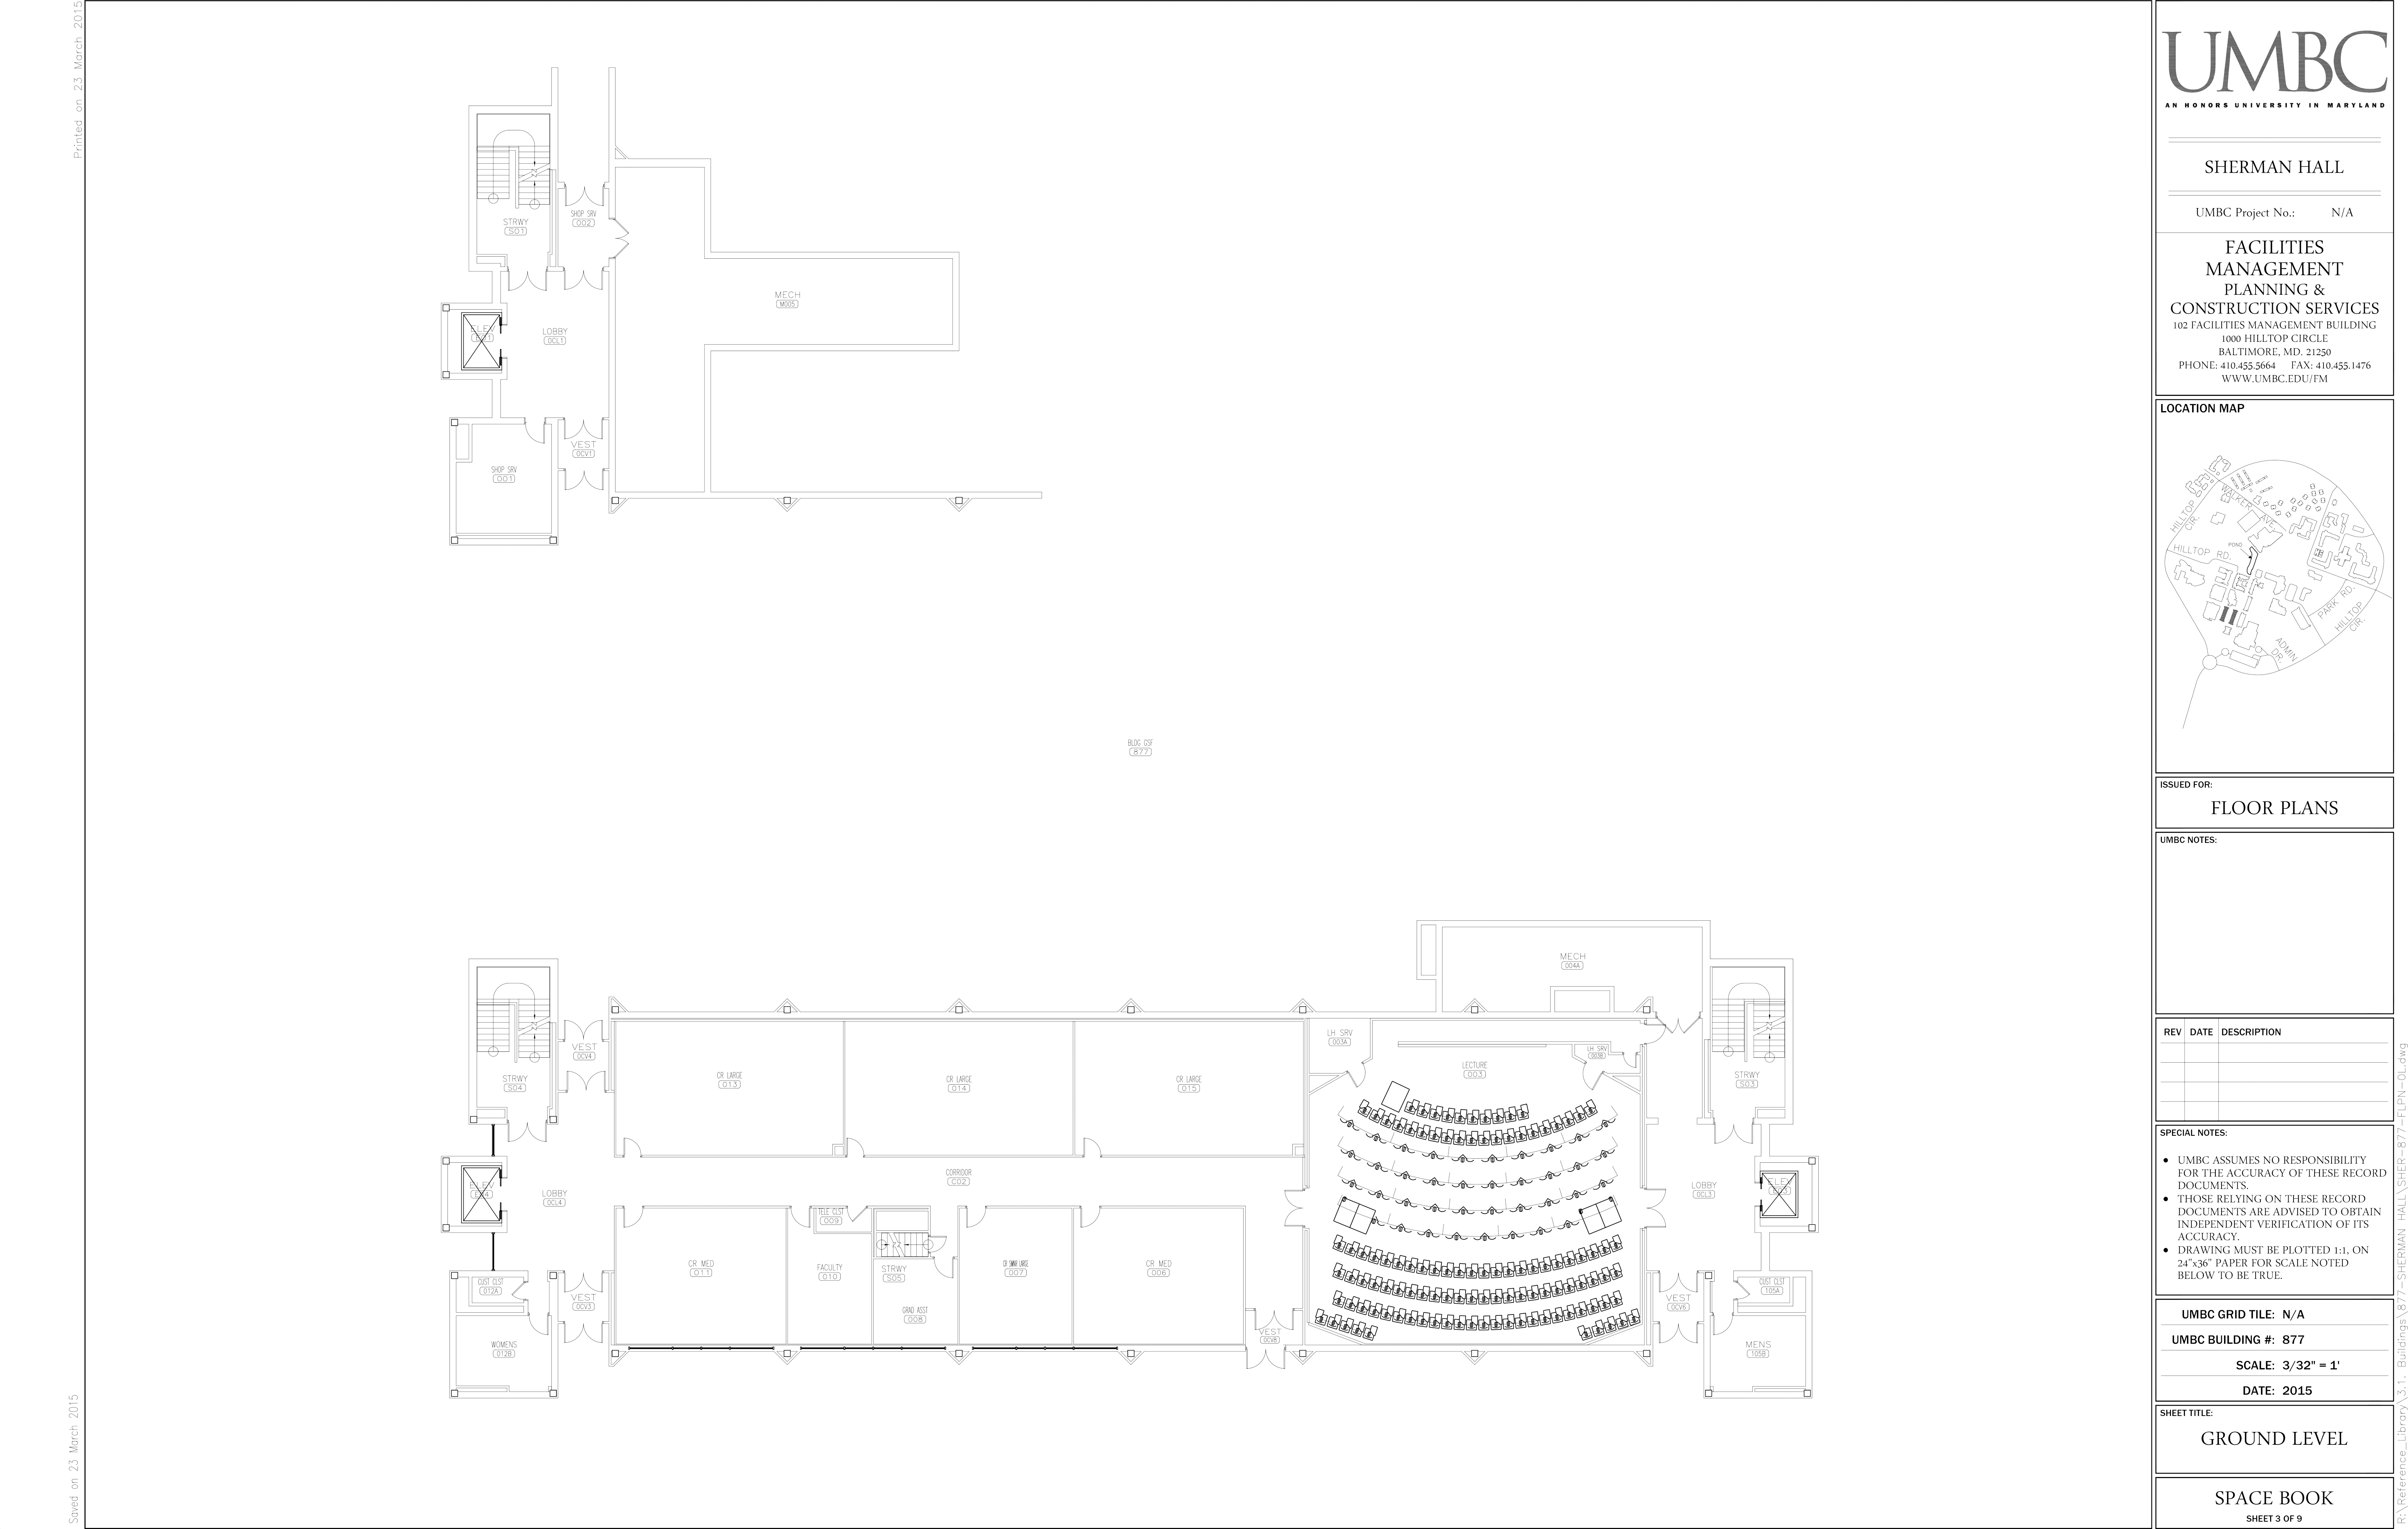 Printed on 23 March 2015
Saved on 23 March 2015
STRWY
S01
SHOP SRV
002
MECH
M005
ELEV
LOBBY
0CL1
VEST
0CV1
SHOP SRV
001
BLDG GSF
877
MECH
004A
STRWY
S04
VEST
0CV4
CR LARGE
013
CR LARGE
014
CR LARGE
015
LH SRV
003A
LH SRV
003B
LECTURE
003
STRWY
S03
CORRIDOR
C02
ELEV
LOBBY
0CL4
LOBBY
0CL3
ELEV
TELE CLST
009
CR MED
011
FACULTY
010
STRWY
S05
GRAD ASST
008
007
CR MED
006
CUST CLST
012A
VEST
0CV3
WOMENS
012B
VEST
VEST
CUST CLST
105A
MENS
105B
UMBC
AN HONORS UNIVERSITY IN MARYLAND
SHERMAN HALL
UMBC Project No.: N/A
FACILITIES
MANAGEMENT
PLANNING &
CONSTRUCTION SERVICES
102 FACILITIES MANAGEMENT BUILDING
1000 HILLTOP CIRCLE
BALTIMORE, MD. 21250
PHONE: 410.455.5664 FAX: 410.455.1476
WWW.UMBC.EDU/FM
LOCATION MAP
WALKER AVE.
HILLTOP
CIR.
POND
HILLTOP RD.
PARK RD.
HILLTOP
CIR.
ADMIN
DR.
ISSUED FOR:
FLOOR PLANS
UMBC NOTES:
REV DATE DESCRIPTION
SPECIAL NOTES:
● UMBC ASSUMES NO RESPONSIBILITY
FOR THE ACCURACY OF THESE RECORD
DOCUMENTS.
● THOSE RELYING ON THESE RECORD
DOCUMENTS ARE ADVISED TO OBTAIN
INDEPENDENT VERIFICATION OF ITS
ACCURACY.
● DRAWING MUST BE PLOTTED 1:1, ON
24"x36" PAPER FOR SCALE NOTED
BELOW TO BE TRUE.
UMBC GRID TILE: N/A
UMBC BUILDING #: 877
SCALE: 3/32" = 1'
DATE: 2015
SHEET TITLE:
GROUND LEVEL
SPACE BOOK
SHEET 3 OF 9
R:\Reference_Library\3.1. Buildings\877-SHERMAN HALL\SHER-877-FLPN-0L.dwg